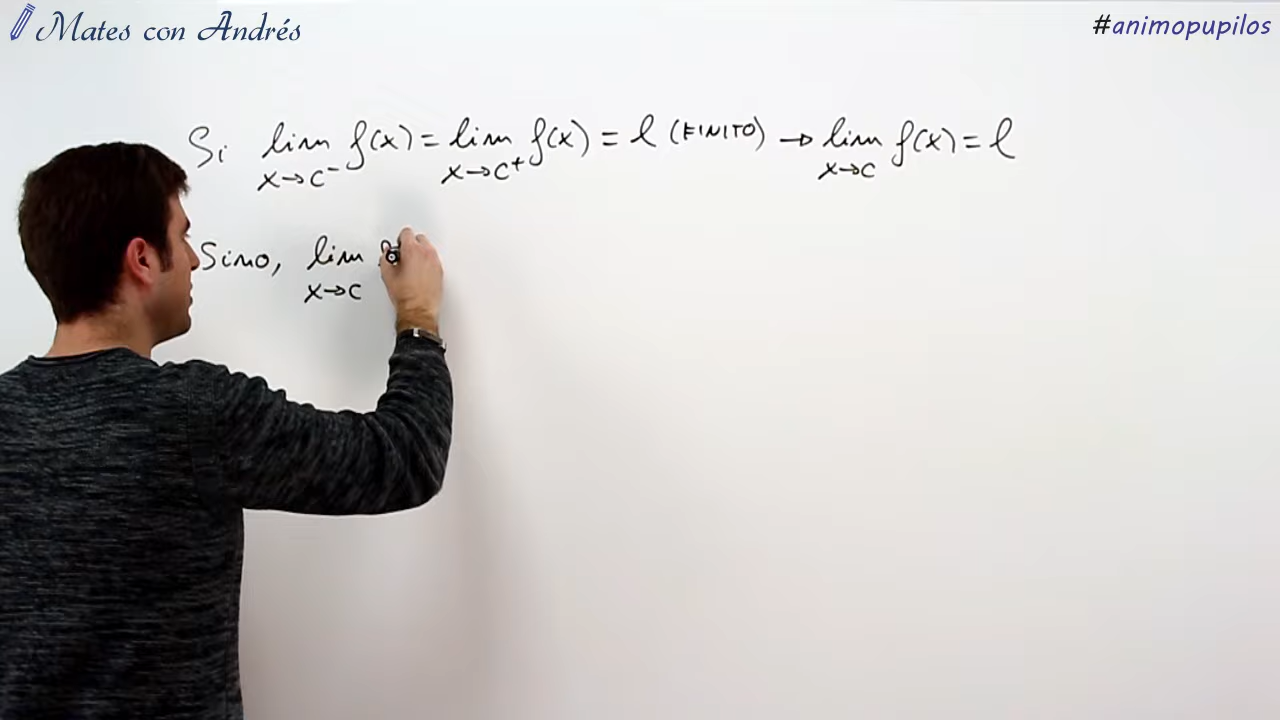 Mates con Andrés
#animopupilos
Si lim f(x) = lim f(x) = l (FINITO) → lim f(x) = l
x→c⁻ x→c⁺ x→c
Sino, lim
x→c